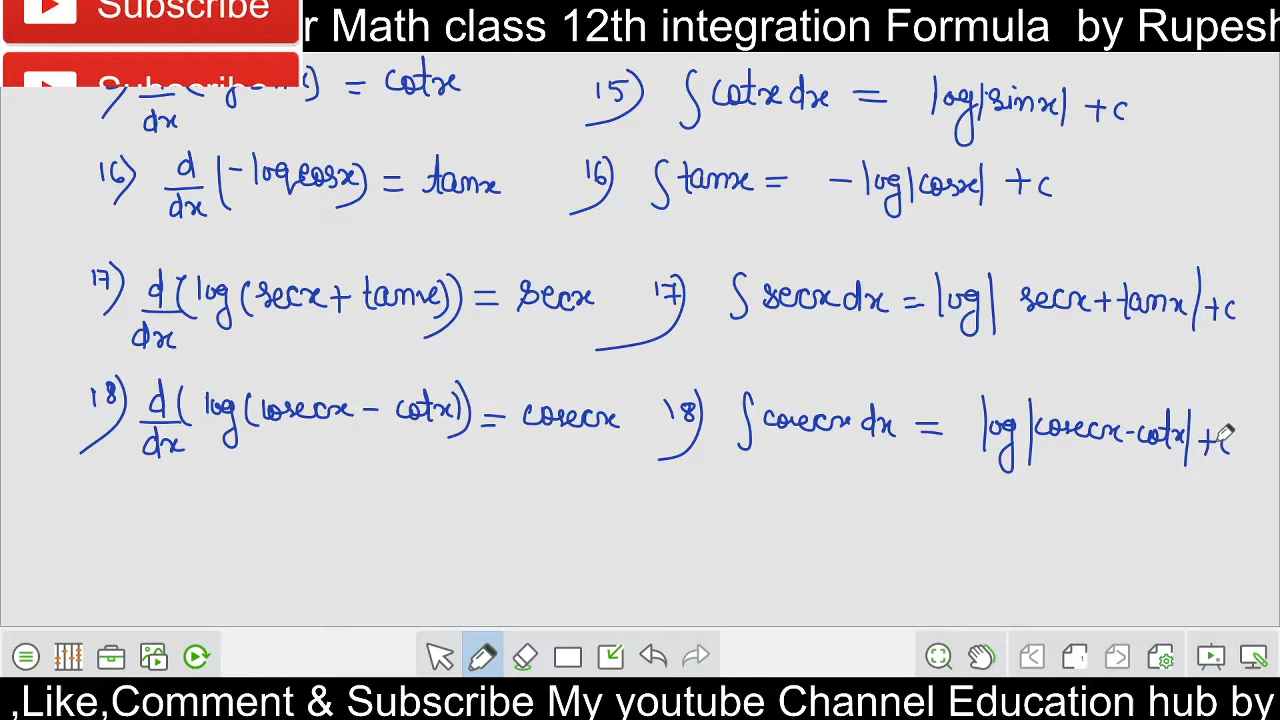 Subscribe
r Math class 12th integration Formula by Rupesh
Subscribe
d/dx = cotx
15) ∫ cotx dx = log|sinx| + c
16) d/dx (-log cosx) = tanx
16) ∫ tanx = -log|cosx| + c
17) d/dx (log(secx + tanx)) = secx
17) ∫ secx dx = log| secx + tanx| + c
18) d/dx (log(cosecx - cotx)) = cosecx
18) ∫ cosecx dx = log|cosecx - cotx| + c
,Like,Comment & Subscribe My youtube Channel Education hub by